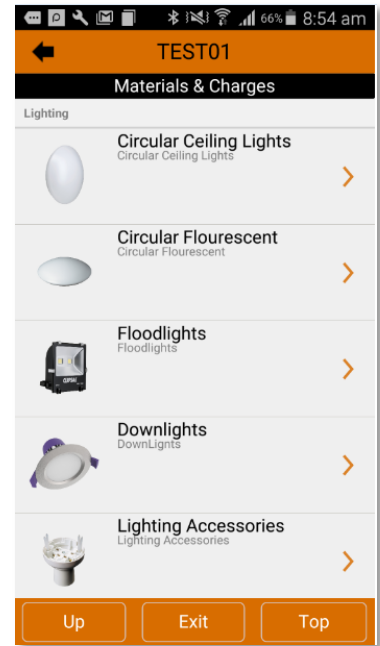 66% 8:54 am
TEST01
Materials & Charges
Lighting
Circular Ceiling Lights
Circular Ceiling Lights
Circular Flourescent
Circular Flourescent
Floodlights
Floodlights
Downlights
DownLignts
Lighting Accessories
Lighting Accessories
Up Exit Top